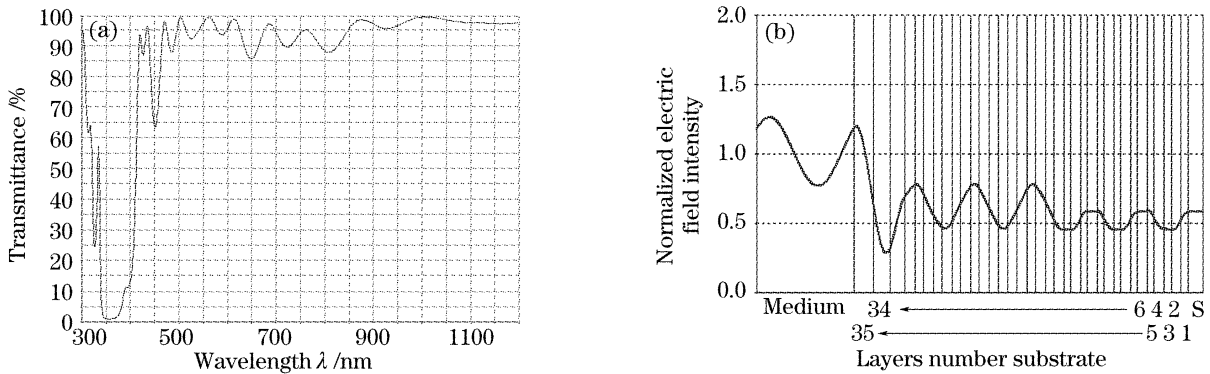 (a)
100
90
100
90
80
70
60
50
40
30
20
10
0
300 500 700 900 1100
Transmittance /%
Wavelength λ /nm
(b)
2.0
1.5
1.0
0.5
0.0
Normalized electric
field intensity
Medium 34 6 4 2 S
35 5 3 1
Layers number substrate